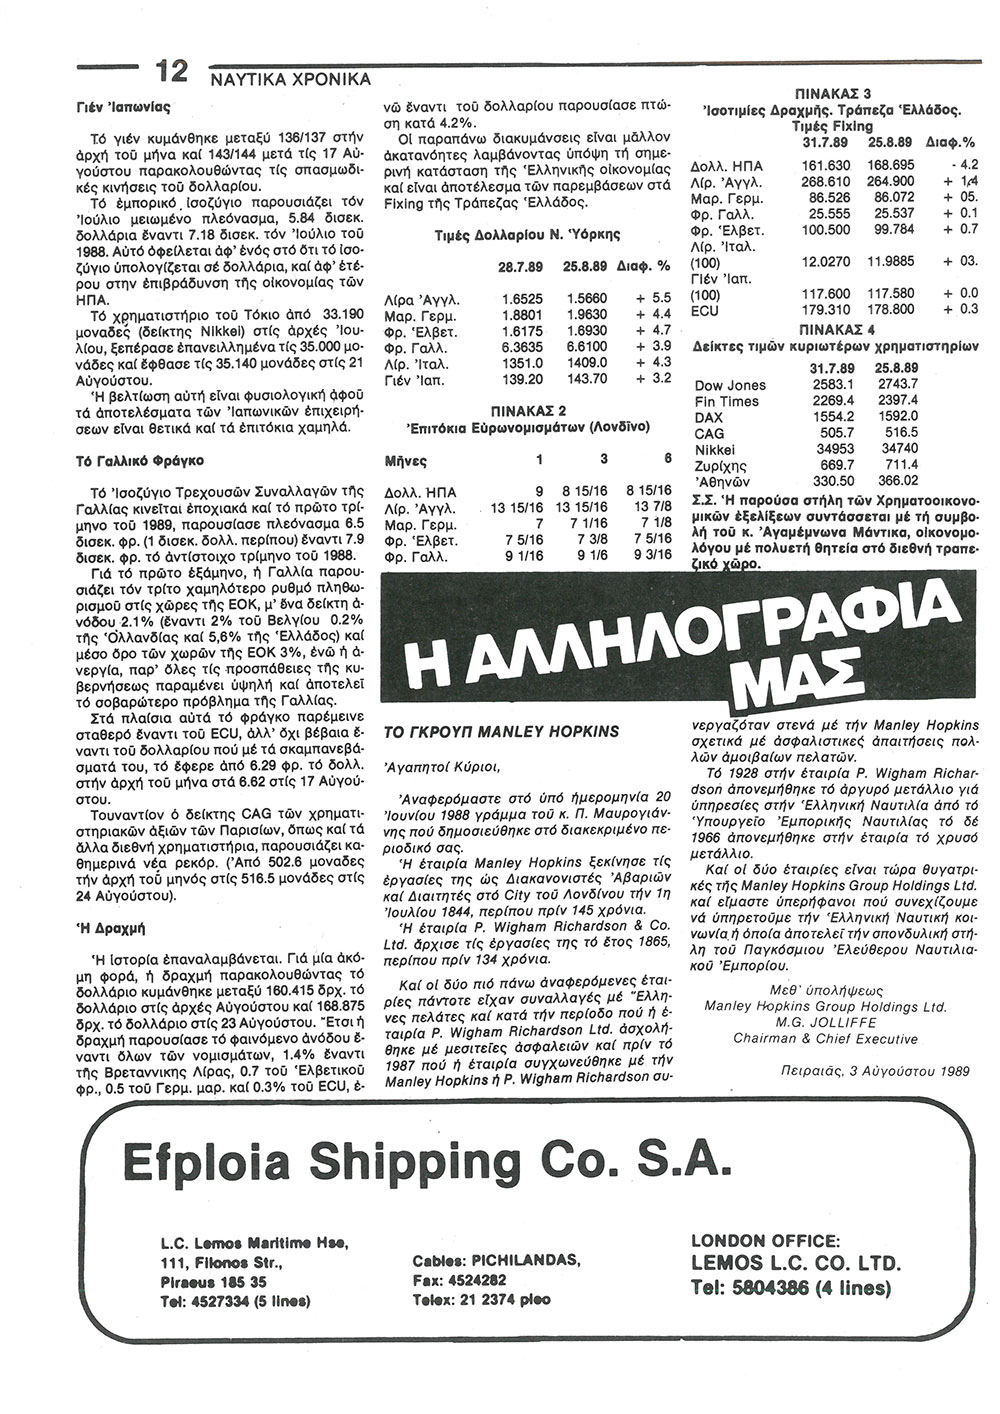 12 ΝΑΥΤΙΚΑ ΧΡΟΝΙΚΑ
Γιέν Ἰαπωνίας
Τό γιέν κυμάνθηκε μεταξύ 136/137 στήν
ἀρχή τοῦ μήνα καί 143/144 μετά τίς 17 Αὐ-
γούστου παρακολουθώντας τίς σπασμωδι-
κές κινήσεις τοῦ δολλαρίου.
Τό ἐμπορικό ἰσοζύγιο παρουσιάζει τόν
Ἰούλιο μειωμένο πλεόνασμα, 5.84 δισεκ.
δολλάρια ἔναντι 7.18 δισεκ. τόν Ἰούλιο τοῦ
1988. Αὐτό ὀφείλεται ἀφ' ἑνός στό ὅτι τό ἰσο-
ζύγιο ὑπολογίζεται σέ δολλάρια, καί ἀφ' ἑτέ-
ρου στην ἐπιβράδυνση τῆς οἰκονομίας τῶν
ΗΠΑ.
Τό χρηματιστήριο τοῦ Τόκιο ἀπό 33.190
μοναδες (δείκτης Nikkei) στίς ἀρχές Ἰου-
λίου, ξεπέρασε ἐπανειλλημένα τίς 35.000 μο-
νάδες καί ἔφθασε τίς 35.140 μονάδες στίς 21
Αὐγούστου.
Ἡ βελτίωση αὐτή εἶναι φυσιολογική ἀφοῦ
τά ἀποτελέσματα τῶν Ἰαπωνικῶν ἐπιχειρή-
σεων εἶναι θετικά καί τά ἐπιτόκια χαμηλά.
Τό Γαλλικό Φράγκο
Τό Ἰσοζύγιο Τρεχουσῶν Συναλλαγῶν τῆς
Γαλλίας κινεῖται ἐποχιακά καί τό πρῶτο τρί-
μηνο τοῦ 1989, παρουσίασε πλεόνασμα 6.5
δισεκ. φρ. (1 δισεκ. δολλ. περίπου) ἔναντι 7.9
δισεκ. φρ. τό ἀντίστοιχο τρίμηνο τοῦ 1988.
Γιά τό πρῶτο ἑξάμηνο, ἡ Γαλλία παρου-
σιάζει τόν τρίτο χαμηλότερο ρυθμό πληθω-
ρισμοῦ στίς χῶρες τῆς ΕΟΚ, μ' ἕνα δείκτη ἀ-
νόδου 2.1% (ἔναντι 2% τοῦ Βελγίου 0.2%
τῆς Ὁλλανδίας καί 5,6% τῆς Ἑλλάδος) καί
μέσο ὅρο τῶν χωρῶν τῆς ΕΟΚ 3%, ἐνῶ ἡ ἀ-
νεργία, παρ' ὅλες τίς προσπάθειες τῆς κυ-
βερνήσεως παραμένει ὑψηλή καί ἀποτελεῖ
τό σοβαρώτερο πρόβλημα τῆς Γαλλίας.
Στά πλαίσια αὐτά τό φράγκο παρέμεινε
σταθερό ἔναντι τοῦ ECU, ἀλλ' ὄχι βέβαια ἔ-
ναντι τοῦ δολλαρίου πού μέ τά σκαμπανεβά-
σματά του, τό ἔφερε ἀπό 6.29 φρ. τό δολλ.
στήν ἀρχή τοῦ μήνα στά 6.62 στίς 17 Αὐγού-
στου.
Τουναντίον ὁ δείκτης CAG τῶν χρηματι-
στηριακῶν ἀξιῶν τῶν Παρισίων, ὅπως καί τά
ἄλλα διεθνή χρηματιστήρια, παρουσιάζει κα-
θημερινά νέα ρεκόρ. (Ἀπό 502.6 μοναδες
τήν ἀρχή τοῦ μηνός στίς 516.5 μονάδες στίς
24 Αὐγούστου).
Ἡ Δραχμή
Ἡ ἱστορία ἐπαναλαμβάνεται. Γιά μία ἀκό-
μη φορά, ἡ δραχμή παρακολουθώντας τό
δολλάριο κυμάνθηκε μεταξύ 160.415 δρχ. τό
δολλάριο στίς ἀρχές Αὐγούστου καί 168.875
δρχ. τό δολλάριο στίς 23 Αὐγούστου. Ἔτσι ἡ
δραχμή παρουσίασε τό φαινόμενο ἀνόδου ἔ-
ναντι ὅλων τῶν νομισμάτων, 1.4% ἔναντι
τῆς Βρεταννικης Λίρας, 0.7 τοῦ Ἑλβετικοῦ
φρ., 0.5 τοῦ Γερμ. μαρ. καί 0.3% τοῦ ECU, ἐ-
νῶ ἔναντι τοῦ δολλαρίου παρουσίασε πτώ-
ση κατά 4.2%.
Οἱ παραπάνω διακυμάνσεις εἶναι μᾶλλον
ἀκατανόητες λαμβάνοντας ὑπόψη τή σημε-
ρινή κατάσταση τῆς Ἑλληνικῆς οἰκονομίας
καί εἶναι ἀποτέλεσμα τῶν παρεμβάσεων στά
Fixing τῆς Τράπεζας Ἑλλάδος.
Τιμές Δολλαρίου Ν. Ὑόρκης
28.7.89 25.8.89 Διαφ. %
Λίρα Ἀγγλ. 1.6525 1.5660 + 5.5
Μαρ. Γερμ. 1.8801 1.9630 + 4.4
Φρ. Ἑλβετ. 1.6175 1.6930 + 4.7
Φρ. Γαλλ. 6.3635 6.6100 + 3.9
Λίρ. Ἰταλ. 1351.0 1409.0 + 4.3
Γιέν Ἰαπ. 139.20 143.70 + 3.2
ΠΙΝΑΚΑΣ 2
Ἐπιτόκια Εὐρωνομισμάτων (Λονδῖνο)
Μῆνες 1 3 6
Δολλ. ΗΠΑ 9 8 15/16 8 15/16
Λίρ. Ἀγγλ. 13 15/16 13 15/16 13 7/8
Μαρ. Γερμ. 7 7 1/16 7 1/8
Φρ. Ἑλβετ. 7 5/16 7 3/8 7 5/16
Φρ. Γαλλ. 9 1/16 9 1/6 9 3/16
ΠΙΝΑΚΑΣ 3
Ἰσοτιμίες Δραχμῆς. Τράπεζα Ἑλλάδος.
Τιμές Fixing
31.7.89 25.8.89 Διαφ.%
Δολλ. ΗΠΑ 161.630 168.695 - 4.2
Λίρ. Ἀγγλ. 268.610 264.900 + 1,4
Μαρ. Γερμ. 86.526 86.072 + 05.
Φρ. Γαλλ. 25.555 25.537 + 0.1
Φρ. Ἑλβετ. 100.500 99.784 + 0.7
Λίρ. Ἰταλ.
(100) 12.0270 11.9885 + 03.
Γιέν Ἰαπ.
(100) 117.600 117.580 + 0.0
ECU 179.310 178.800 + 0.3
ΠΙΝΑΚΑΣ 4
Δείκτες τιμῶν κυριωτέρων χρηματιστηρίων
31.7.89 25.8.89
Dow Jones 2583.1 2743.7
Fin Times 2269.4 2397.4
DAX 1554.2 1592.0
CAG 505.7 516.5
Nikkei 34953 34740
Ζυρίχης 669.7 711.4
Ἀθηνῶν 330.50 366.02
Σ.Σ. Ἡ παρούσα στήλη τῶν Χρηματοοικονο-
μικῶν ἐξελίξεων συντάσσεται μέ τή συμβο-
λή τοῦ κ. Ἀγαμέμνωνα Μάντικα, οἰκονομο-
λόγου μέ πολυετή θητεία στό διεθνή τραπε-
ζικό χῶρο.
Η ΑΛΛΗΛΟΓΡΑΦΙΑ
ΜΑΣ
ΤΟ ΓΚΡΟΥΠ MANLEY HOPKINS
Ἀγαπητοί Κύριοι,
Ἀναφερόμαστε στό ὑπό ἡμερομηνία 20
Ἰουνίου 1988 γράμμα τοῦ κ. Π. Μαυρογιάν-
νης πού δημοσιεύθηκε στό διακεκριμένο πε-
ριοδικό σας.
Ἡ ἑταιρία Manley Hopkins ξεκίνησε τίς
ἐργασίες της ὡς Διακανονιστές Ἀβαριῶν
καί Διαιτητές στό City τοῦ Λονδίνου τήν 1η
Ἰουλίου 1844, περίπου πρίν 145 χρόνια.
Ἡ ἑταιρία P. Wigham Richardson & Co.
Ltd. ἄρχισε τίς ἐργασίες της τό ἔτος 1865,
περίπου πρίν 134 χρόνια.
Καί οἱ δύο πιό πάνω ἀναφερόμενες ἑται-
ρίες πάντοτε εἶχαν συναλλαγές μέ Ἕλλη-
νες πελάτες καί κατά τήν περίοδο πού ἡ ἑ-
ταιρία P. Wigham Richardson Ltd. ἀσχολή-
θηκε μέ μεσιτεῖες ἀσφαλειῶν καί πρίν τό
1987 πού ἡ ἑταιρία συγχωνεύθηκε μέ τήν
Manley Hopkins ἡ P. Wigham Richardson συ-
νεργαζόταν στενά μέ τήν Manley Hopkins
σχετικά μέ ἀσφαλιστικές ἀπαιτήσεις πολ-
λῶν ἀμοιβαίων πελατῶν.
Τό 1928 στήν ἑταιρία P. Wigham Richar-
dson ἀπονεμήθηκε τό ἀργυρό μετάλλιο γιά
ὑπηρεσίες στήν Ἑλληνική Ναυτιλία ἀπό τό
Ὑπουργεῖο Ἐμπορικῆς Ναυτιλίας τό δέ
1966 ἀπονεμήθηκε στήν ἑταιρία τό χρυσό
μετάλλιο.
Καί οἱ δύο ἑταιρίες εἶναι τώρα θυγατρι-
κές τῆς Manley Hopkins Group Holdings Ltd.
καί εἴμαστε ὑπερήφανοι πού συνεχίζουμε
νά ὑπηρετοῦμε τήν Ἑλληνική Ναυτική κοι-
νωνία ἡ ὁποία ἀποτελεῖ τήν σπονδυλική στή-
λη τοῦ Παγκόσμιου Ἐλεύθερου Ναυτιλια-
κοῦ Ἐμπορίου.
Μεθ' ὑπολήψεως
Manley Hopkins Group Holdings Ltd.
M.G. JOLLIFFE
Chairman & Chief Executive
Πειραιᾶς, 3 Αὐγούστου 1989
Efploia Shipping Co. S.A.
L.C. Lemos Maritime Hse,
111, Filonos Str.,
Piraeus 185 35
Tel: 4527334 (5 lines)
Cables: PICHILANDAS,
Fax: 4524282
Telex: 21 2374 pleo
LONDON OFFICE:
LEMOS L.C. CO. LTD.
Tel: 5804386 (4 lines)